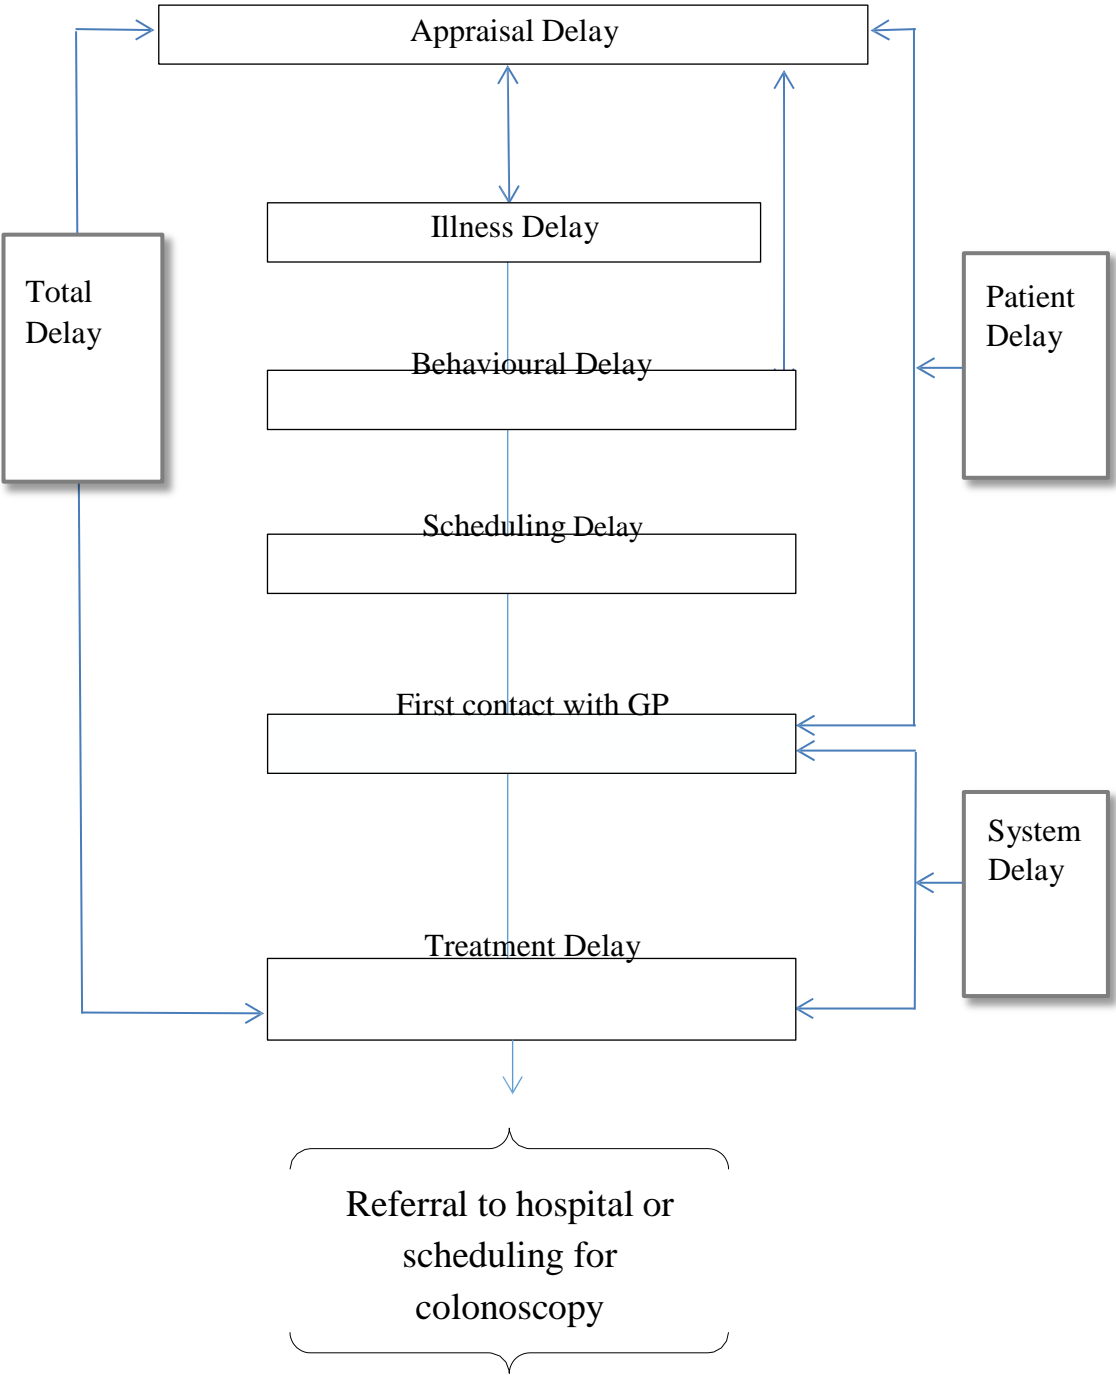 Appraisal Delay
Illness Delay
Total
Delay
Patient
Delay
Behavioural Delay
Scheduling Delay
First contact with GP
System
Delay
Treatment Delay
Referral to hospital or
scheduling for
colonoscopy